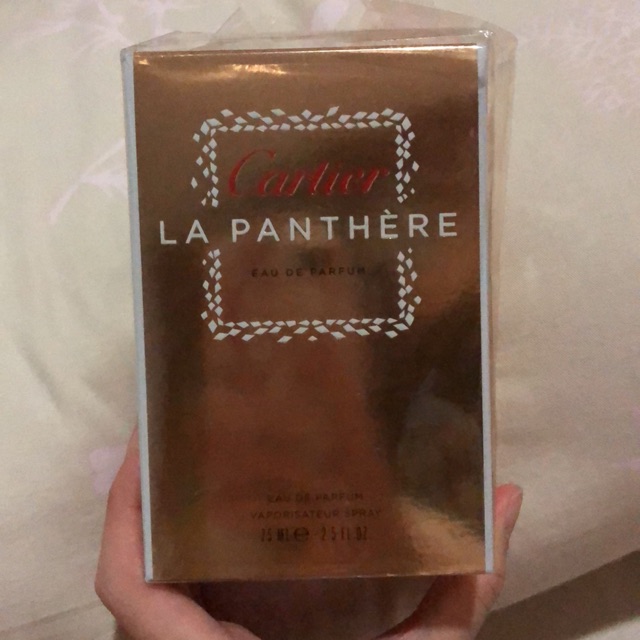 Cartier
LA PANTHÈRE
EAU DE PARFUM
EAU DE PARFUM
VAPORISATEUR SPRAY
75 ML e 2.5 FL.OZ.